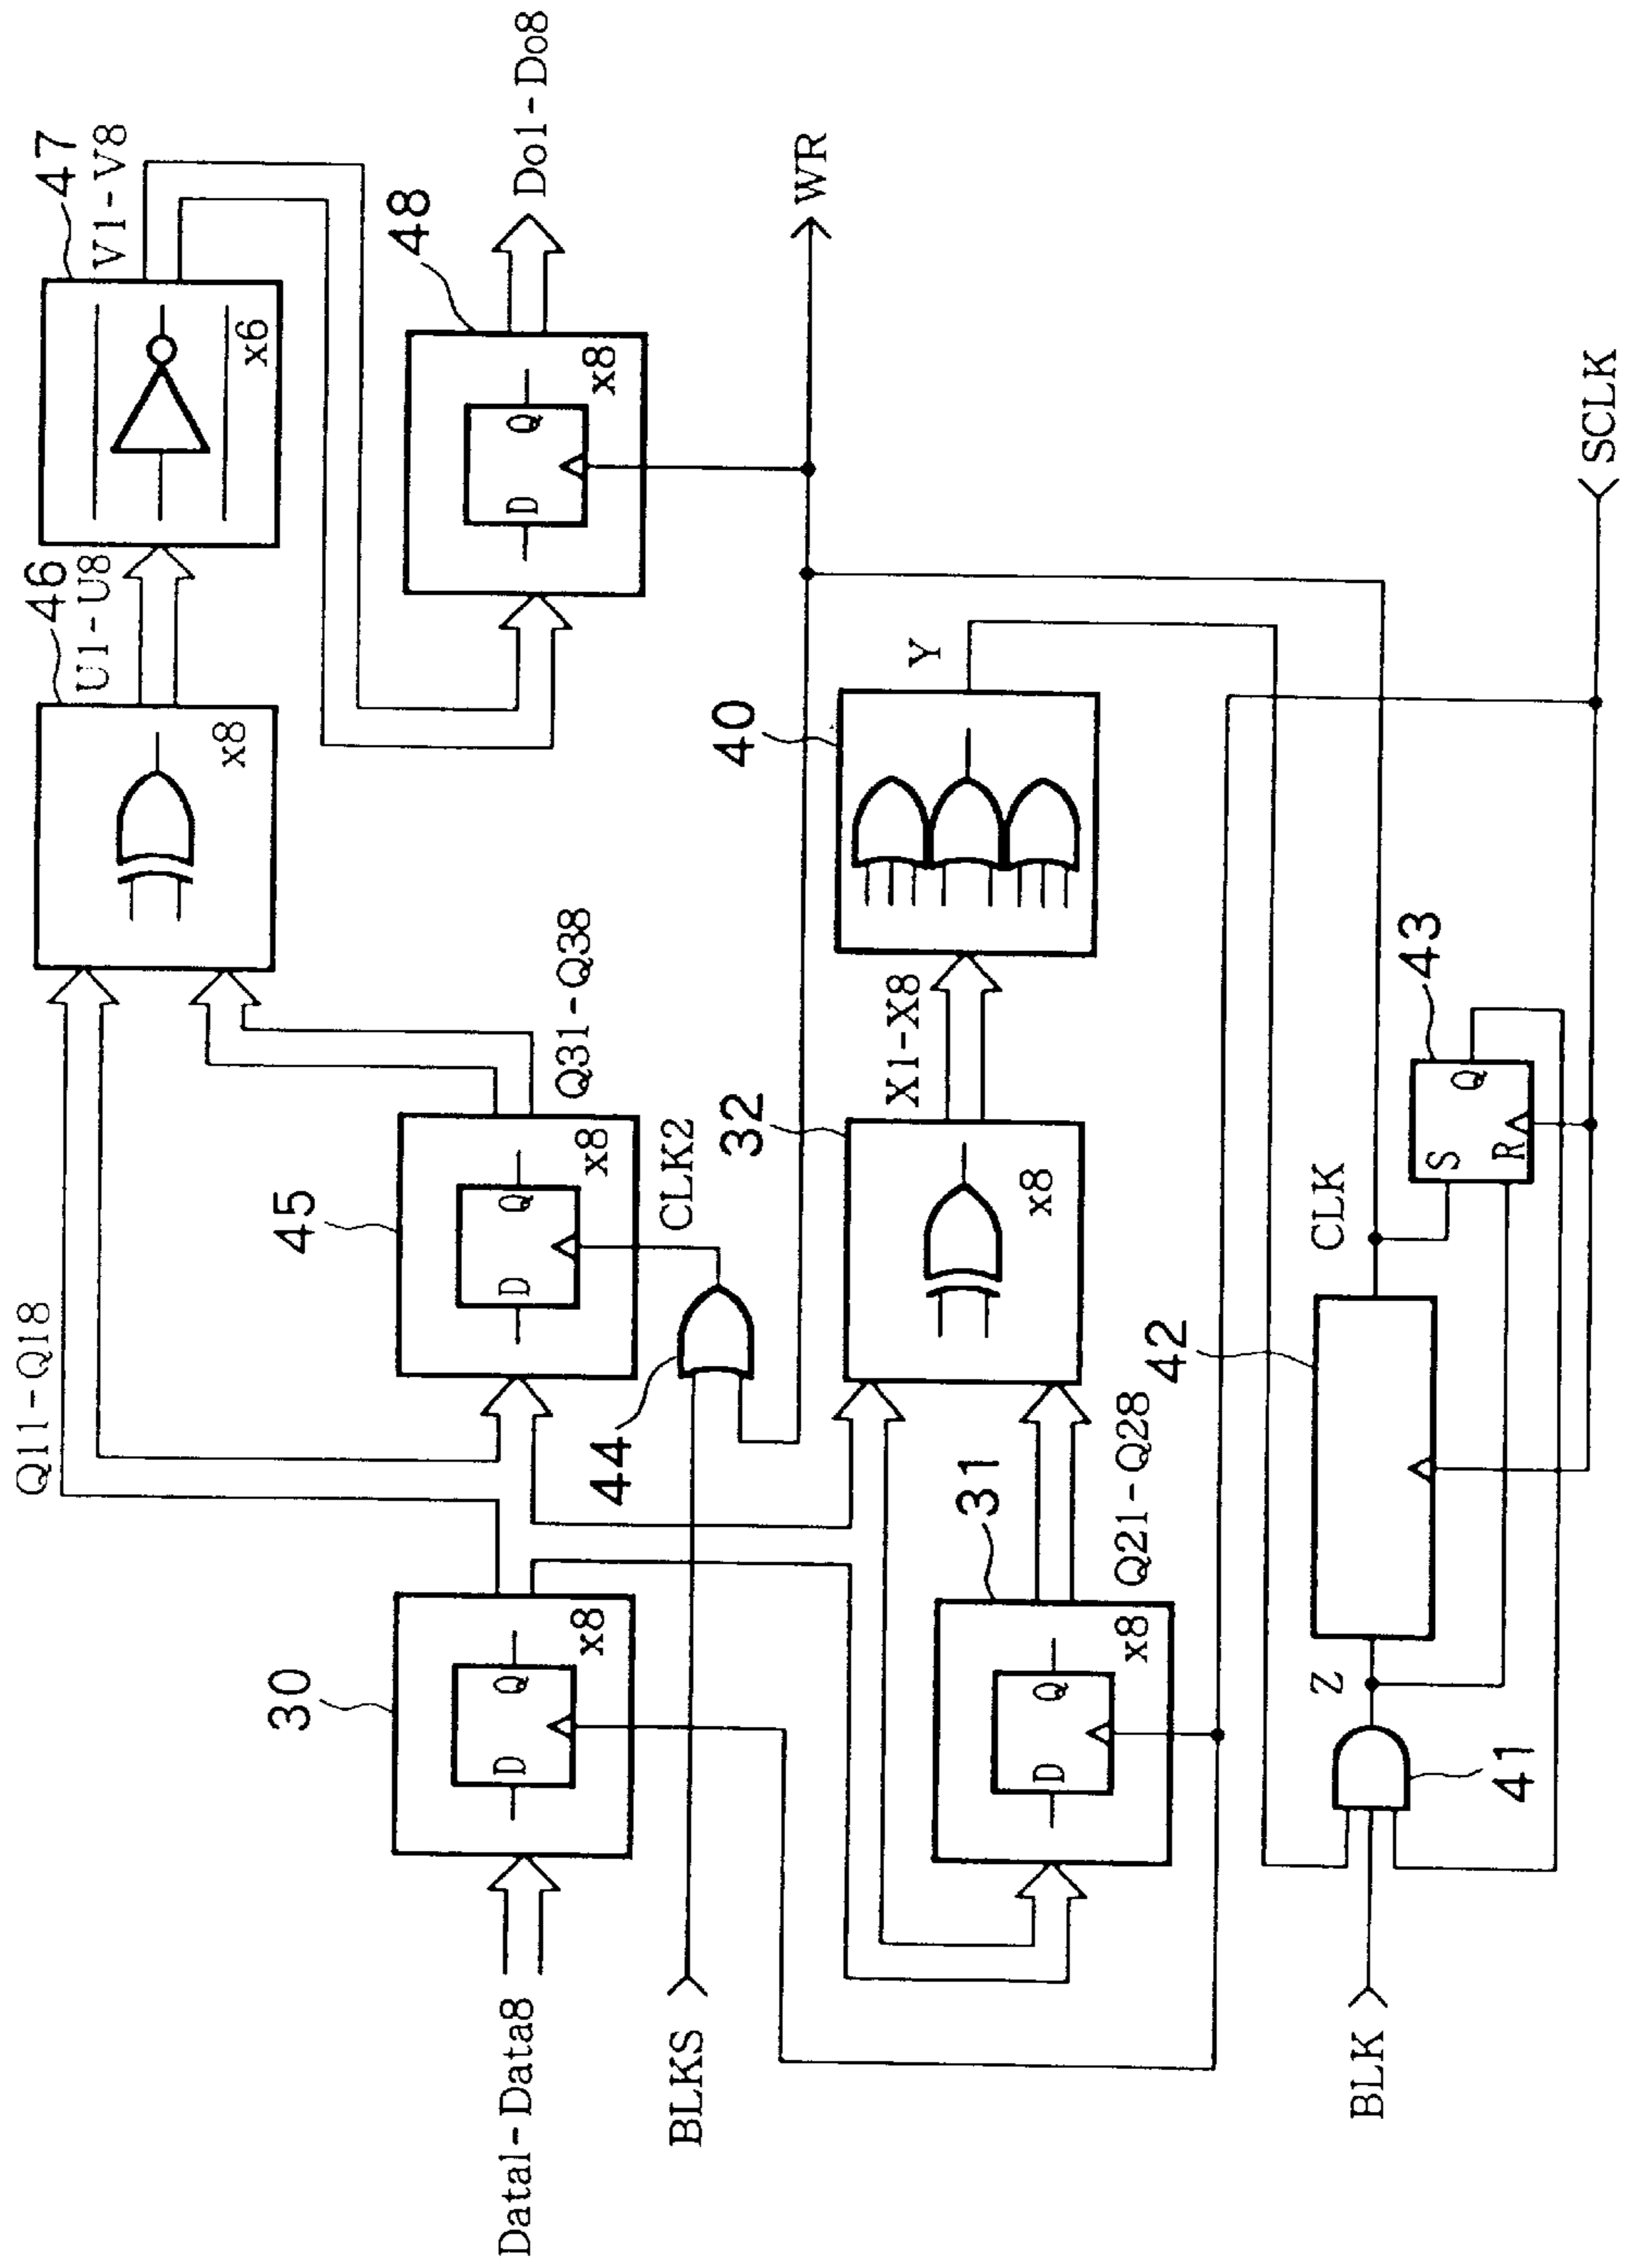 Q11-Q18
46
U1-U8
x8
47
V1-V8
x6
Data1-Data8
30
D
Q
x8
45
D
Q
x8
Q31-Q38
48
D
Q
x8
Do1-Do8
BLKS
44
CLK2
WR
31
D
Q
x8
Q21-Q28
32
x8
X1-X8
40
Y
BLK
41
Z
42
CLK
43
S
R
Q
SCLK